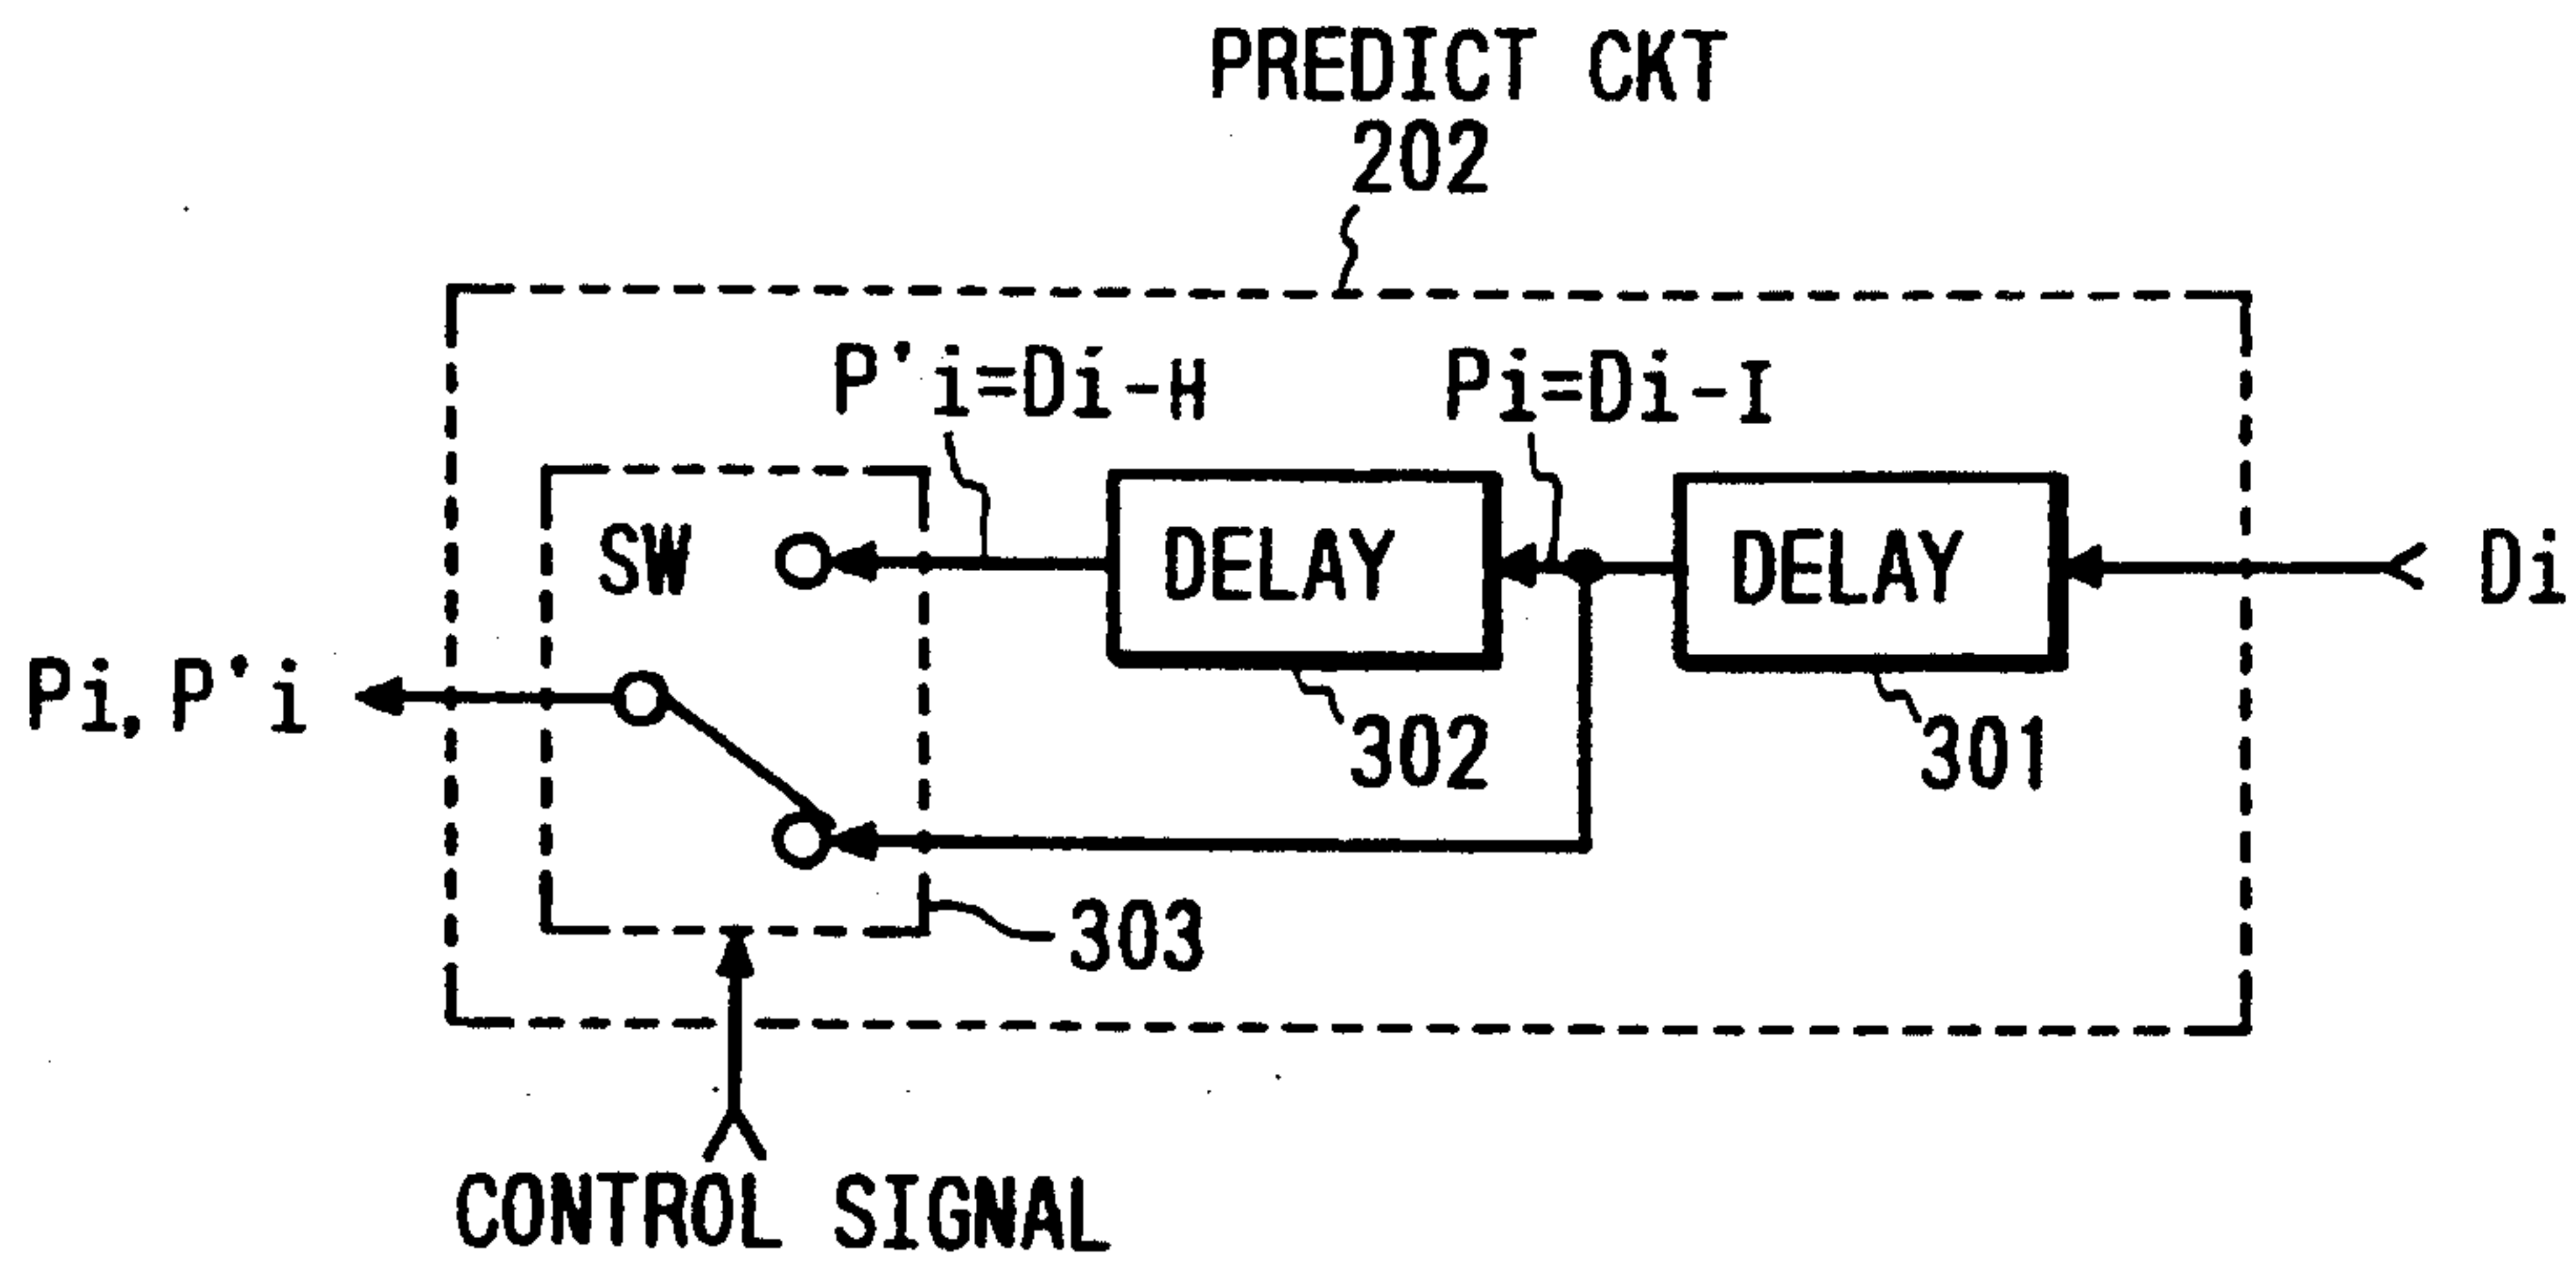 PREDICT CKT
202
P'i=Di-H
Pi=Di-I
SW
DELAY
DELAY
Di
Pi, P'i
302
301
303
CONTROL SIGNAL